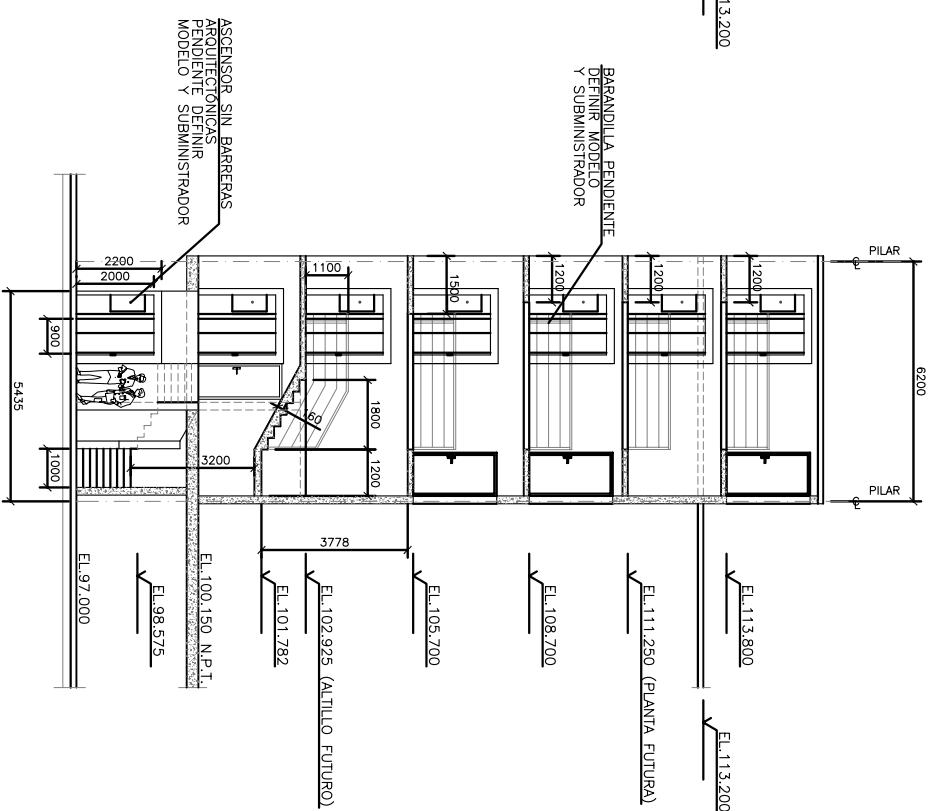 13.200
ASCENSOR SIN BARRERAS
ARQUITECTÓNICAS
PENDIENTE DEFINIR
MODELO Y SUBMINISTRADOR
BARANDILLA PENDIENTE
DEFINIR MODELO
Y SUBMINISTRADOR
PILAR
PILAR
6200
2200
2000
900
5435
1000
1100
1500
1200
1200
1200
160
1800
1200
3200
3778
EL.97.000
EL.98.575
EL.100.150 N.P.T.
EL.101.782
EL.102.925 (ALTILLO FUTURO)
EL.105.700
EL.108.700
EL.111.250 (PLANTA FUTURA)
EL.113.800
EL.113.200